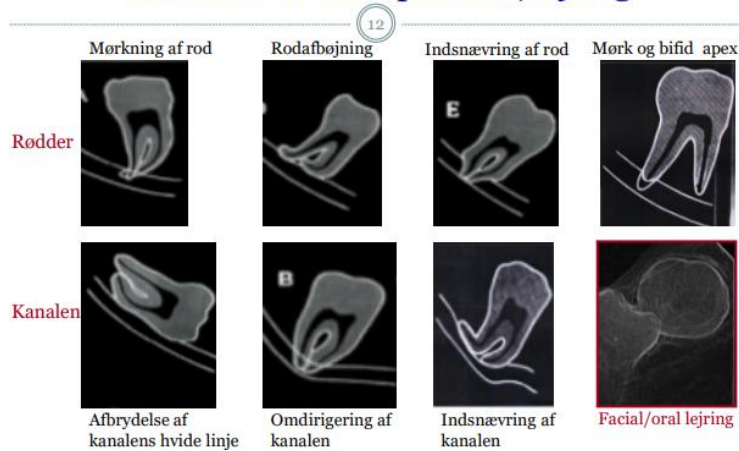 12
Mørkning af rod
Rodafbøjning
Indsnævring af rod
Mørk og bifid apex
Rødder
E
Kanalen
B
Afbrydelse af
kanalens hvide linje
Omdirigering af
kanalen
Indsnævring af
kanalen
Facial/oral lejring